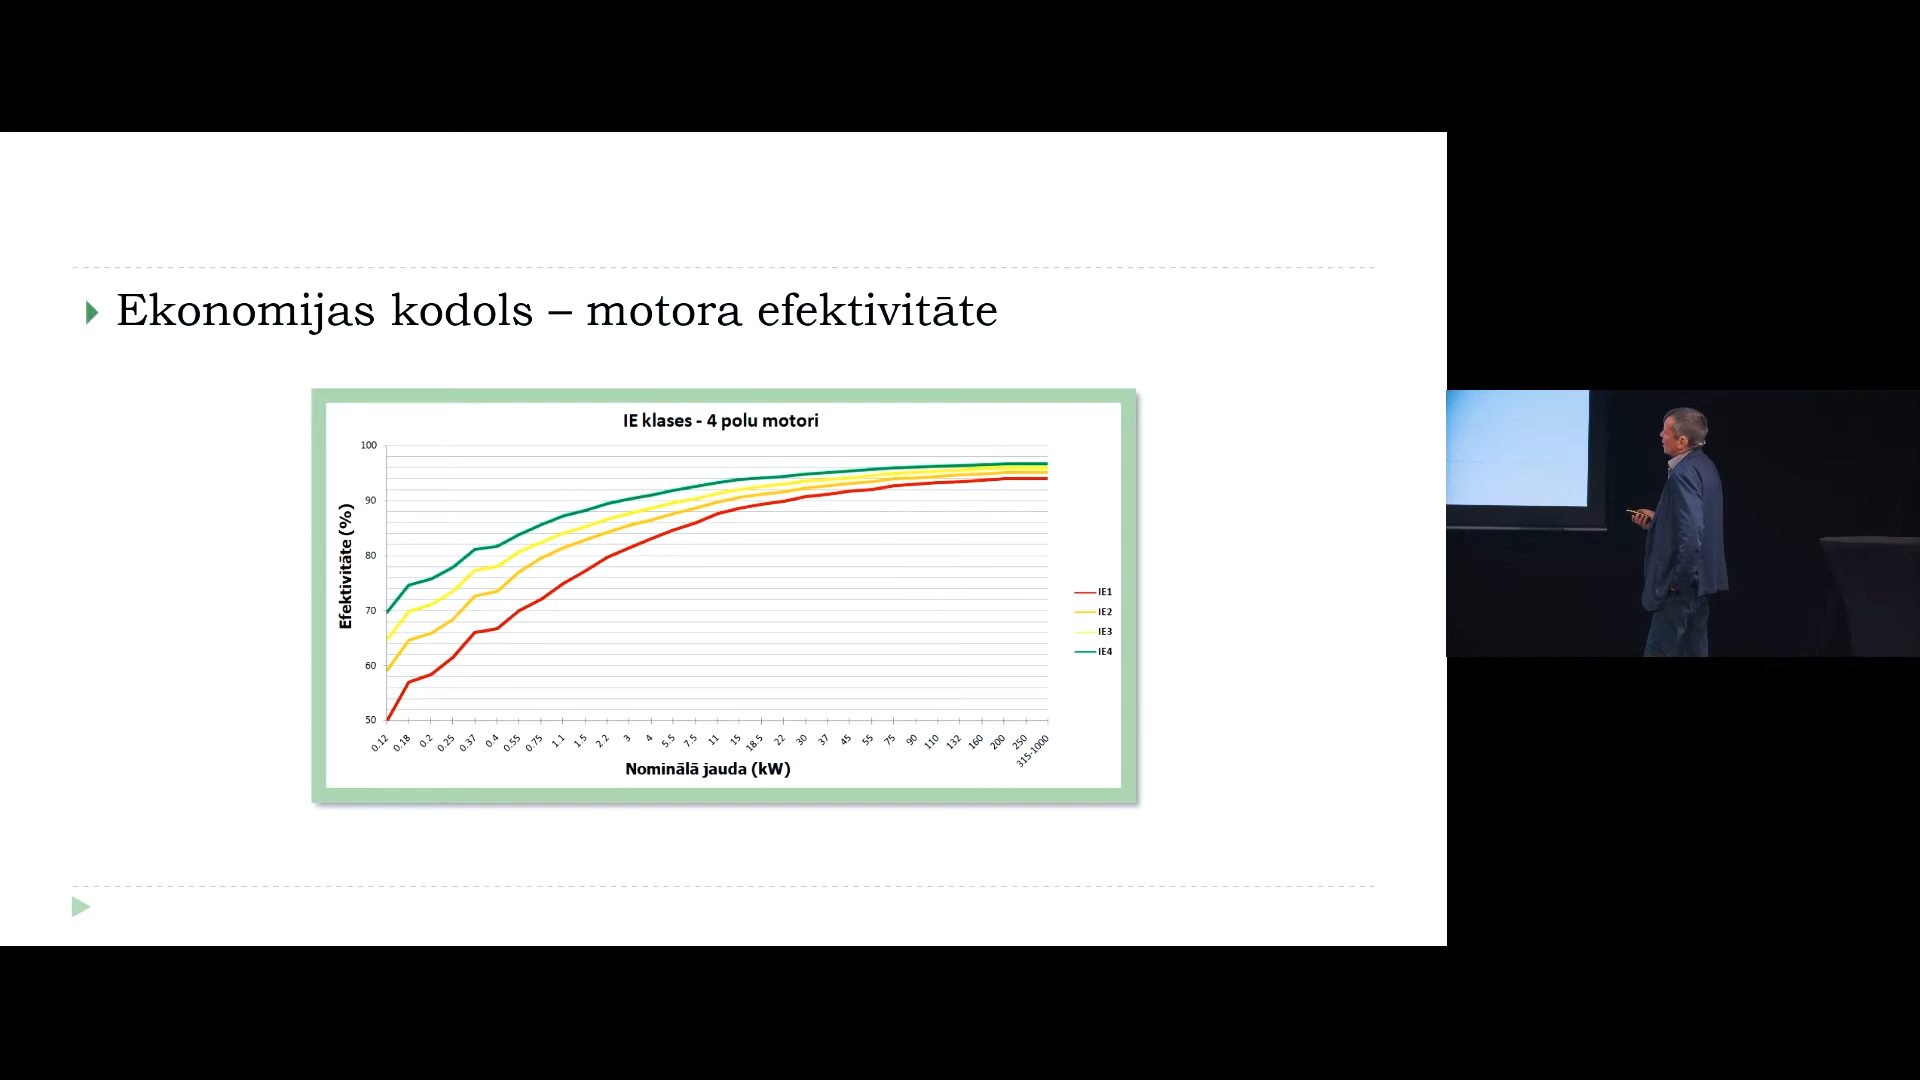 Ekonomijas kodols – motora efektivitāte
IE klases - 4 polu motori
Efektivitāte (%)
100
90
80
70
60
50
0.12 0.18 0.2 0.25 0.37 0.4 0.55 0.75 1.1 1.5 2.2 3 4 5.5 7.5 11 15 18.5 22 30 37 45 55 75 90 110 132 160 200 250 315-1000
Nominālā jauda (kW)
IE1
IE2
IE3
IE4